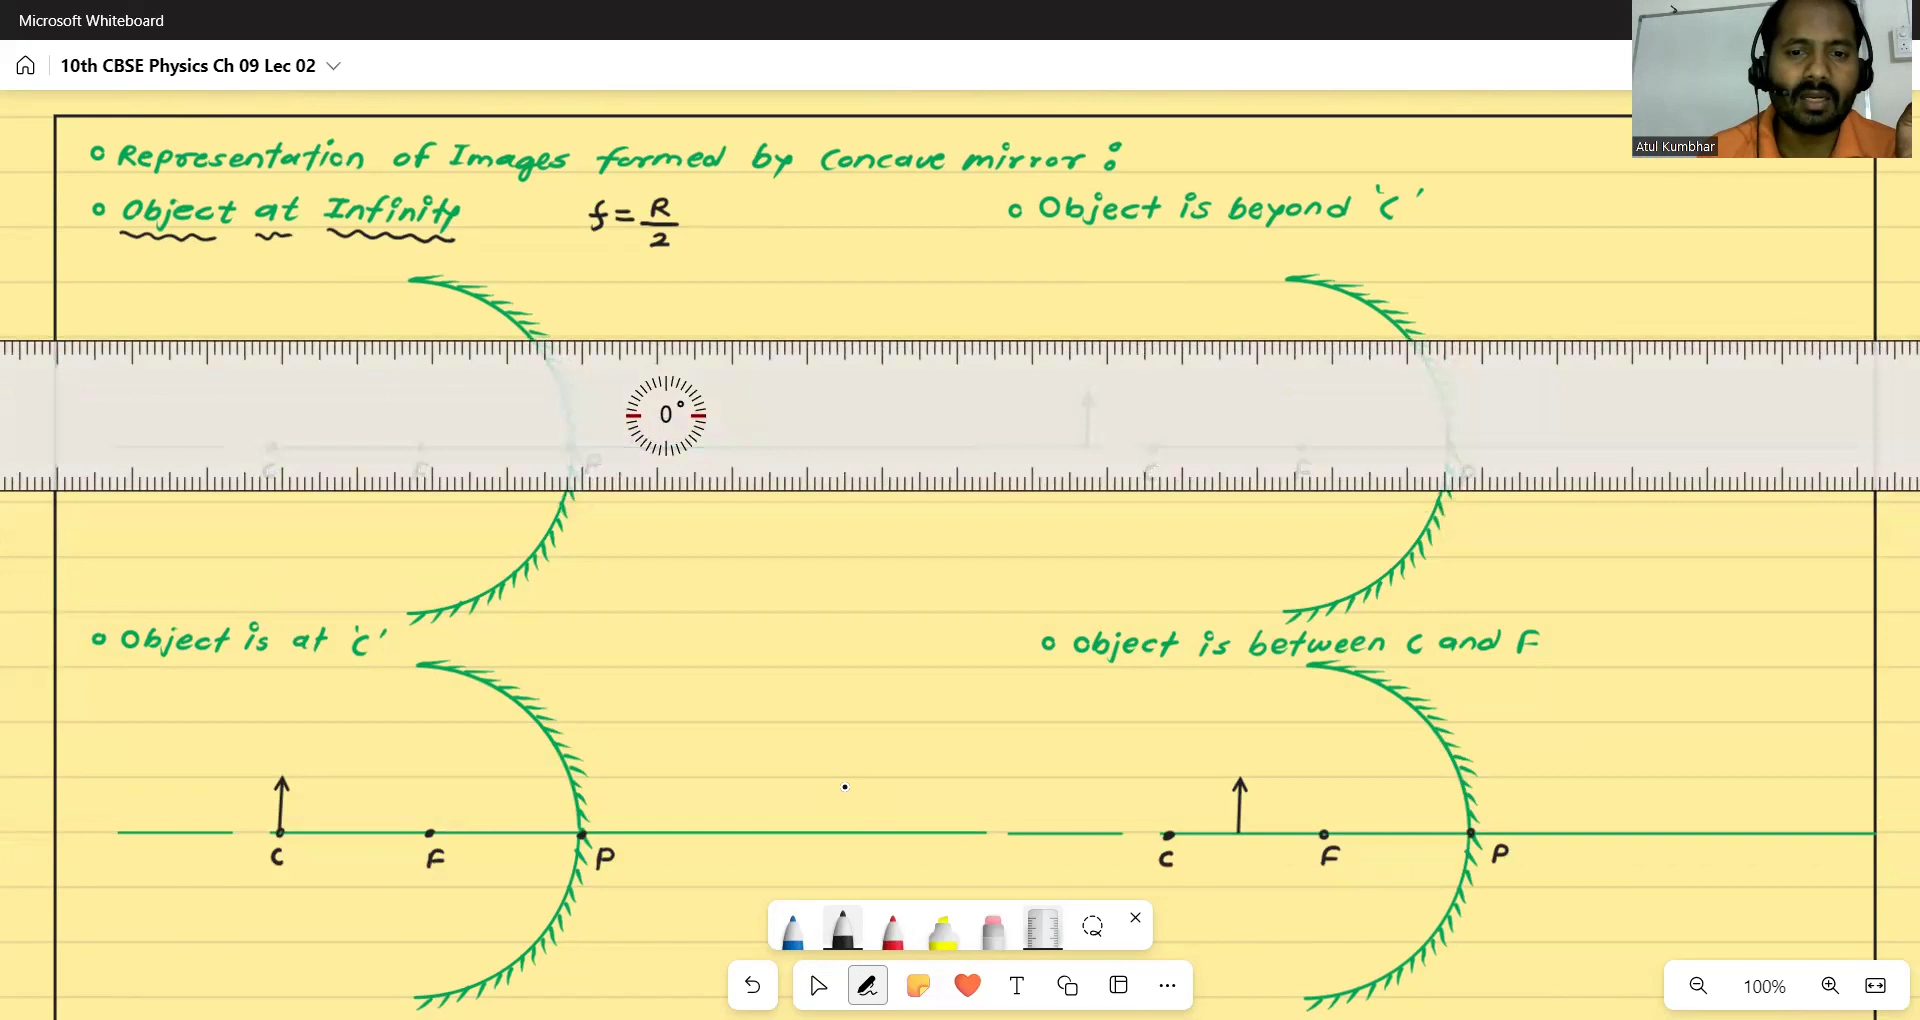 Microsoft Whiteboard
10th CBSE Physics Ch 09 Lec 02
Atul Kumbhar
o Representation of Images formed by Concave mirror :
o Object at Infinity
f = R/2
o Object is beyond 'C'
0°
C F P
C F P
o Object is at 'C'
o Object is between C and F
C F P
C F P
T
100%